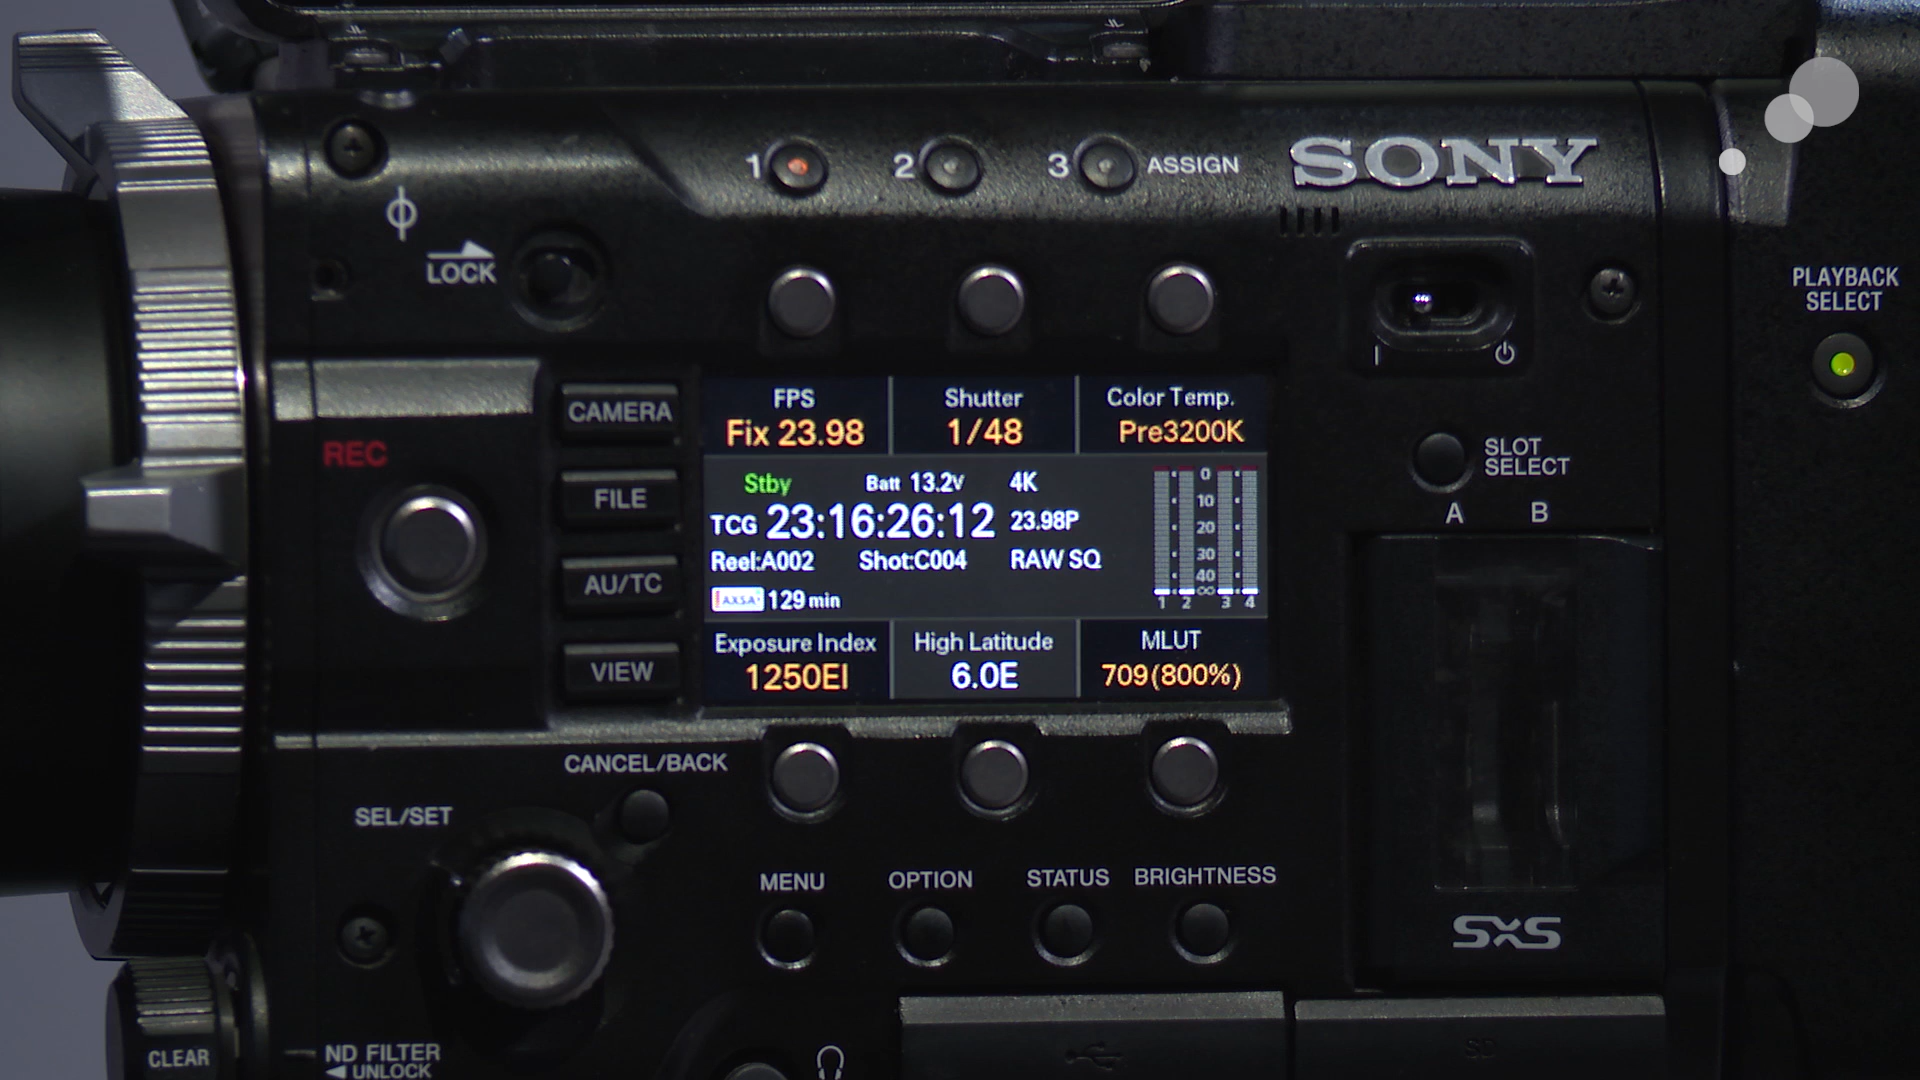 1 2 3 ASSIGN
SONY
LOCK
PLAYBACK
SELECT
REC
CAMERA
FILE
AU/TC
VIEW
FPS Shutter Color Temp.
Fix 23.98 1/48 Pre3200K
Stby Batt 13.2V 4K
TCG 23:16:26:12 23.98P
Reel:A002 Shot:C004 RAW SQ
AXSA 129 min
0
10
20
30
40
∞
1 2 3 4
Exposure Index High Latitude MLUT
1250EI 6.0E 709(800%)
SLOT
SELECT
A B
CANCEL/BACK
SEL/SET
MENU OPTION STATUS BRIGHTNESS
SXS
CLEAR
ND FILTER
UNLOCK